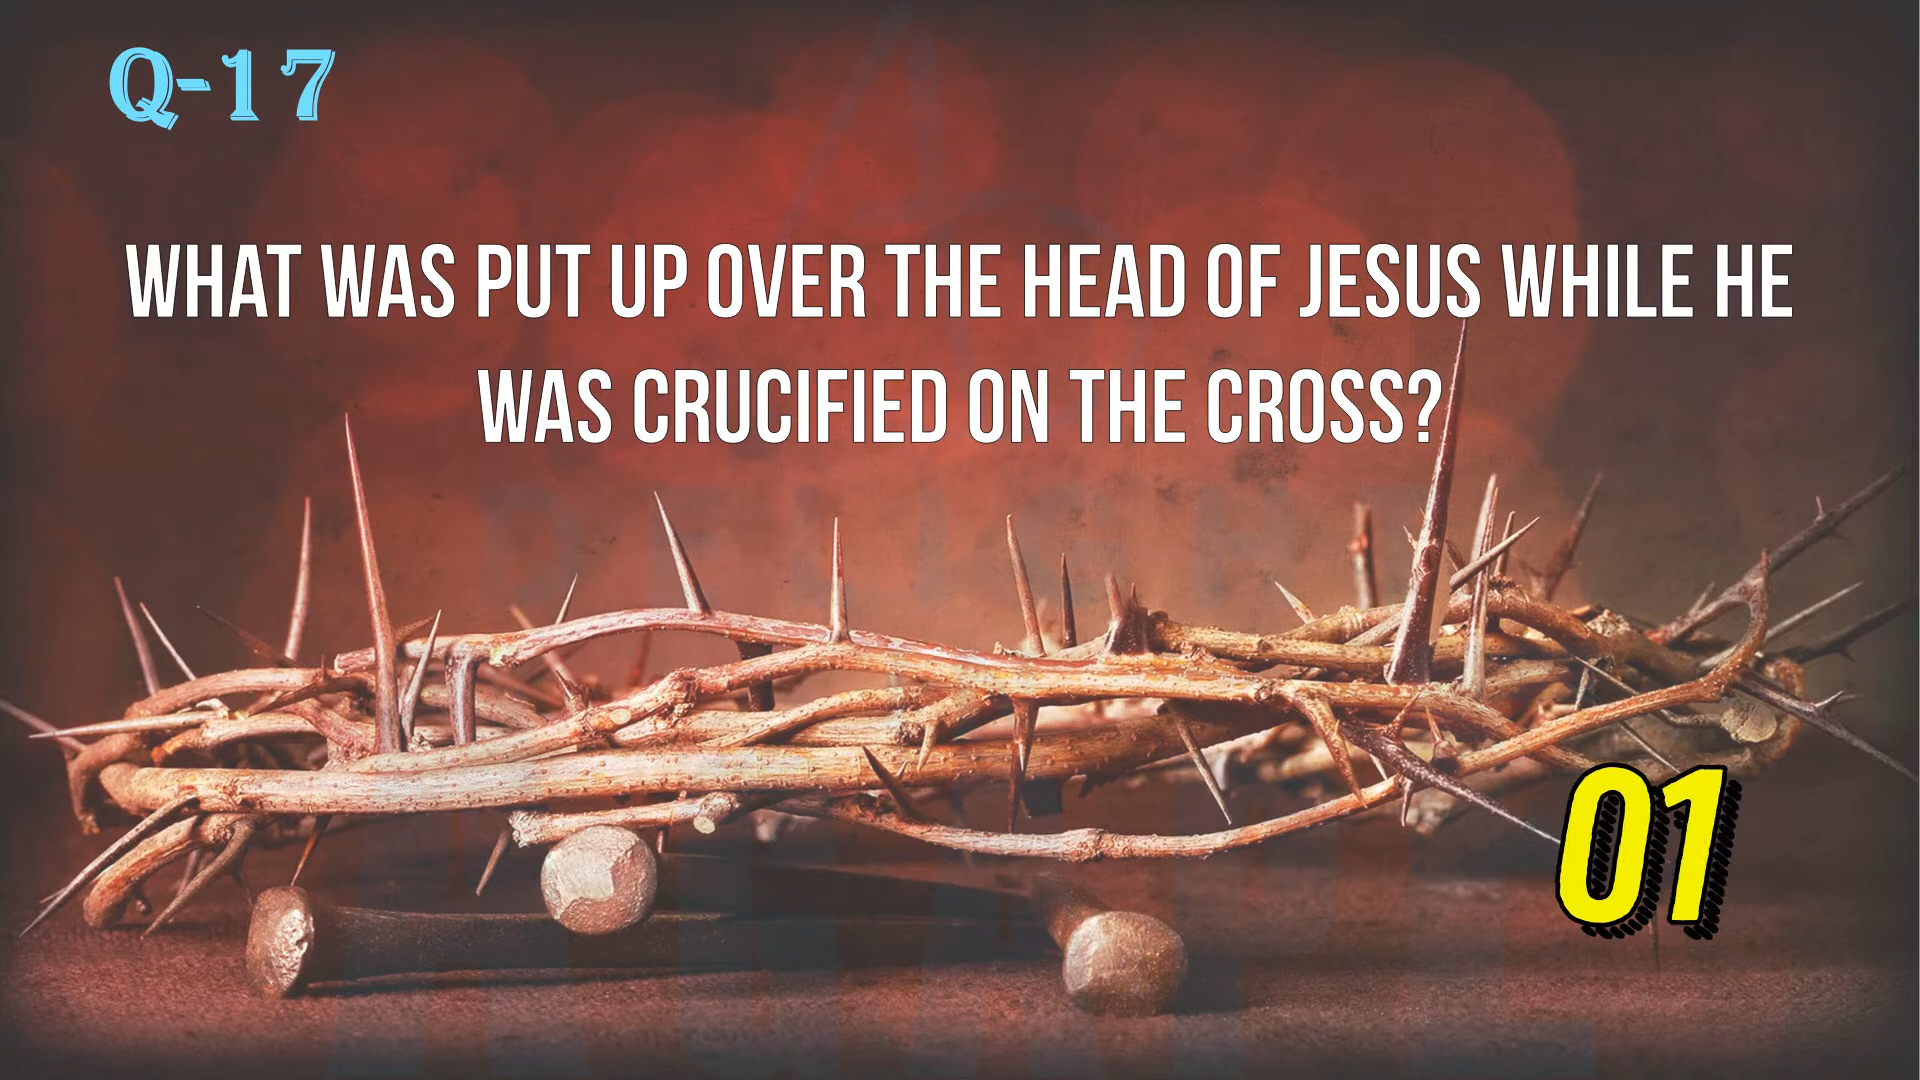 Q-17
WHAT WAS PUT UP OVER THE HEAD OF JESUS WHILE HE
WAS CRUCIFIED ON THE CROSS?
01